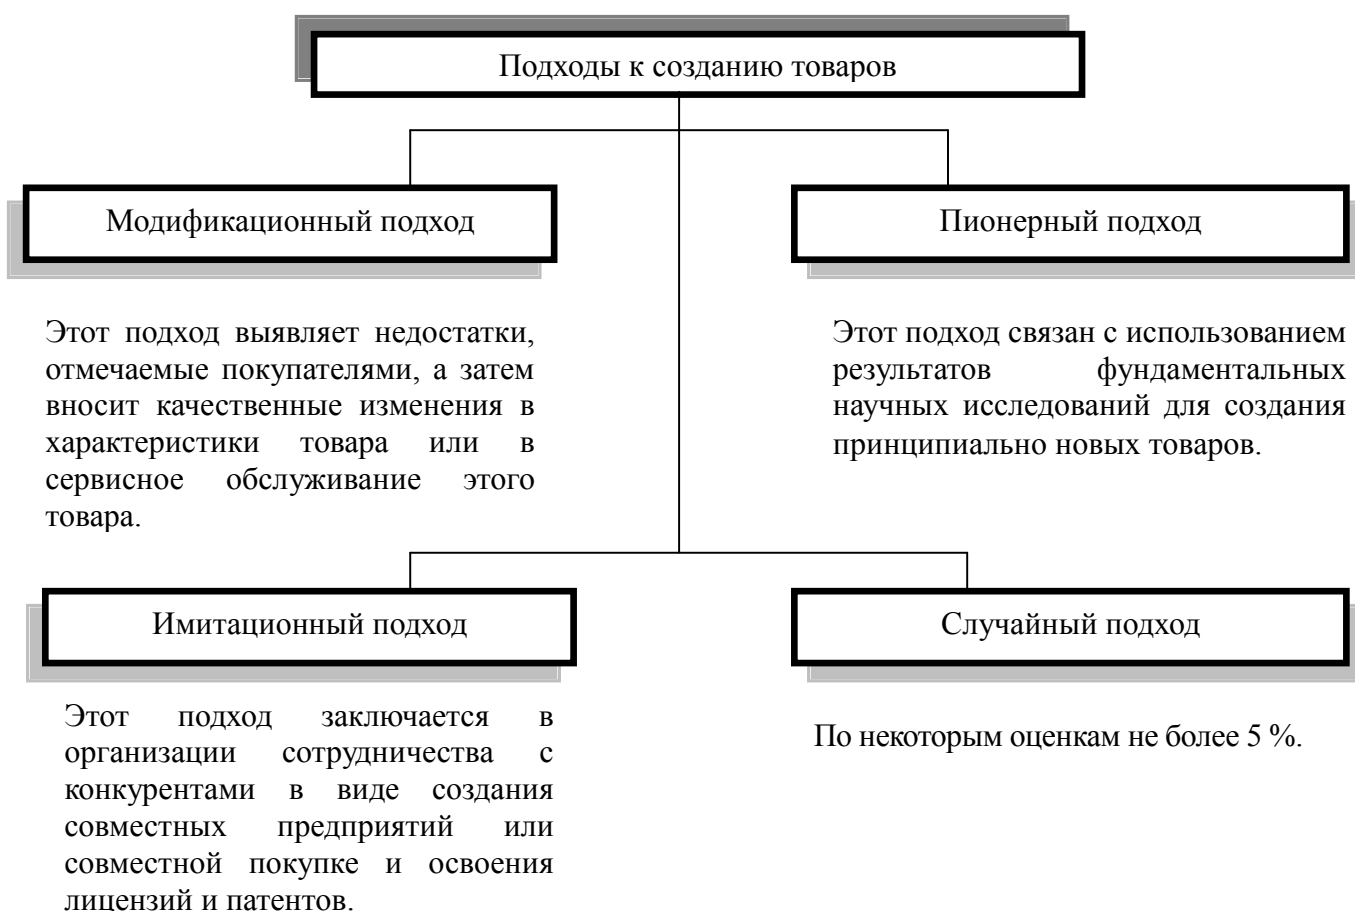 Подходы к созданию товаров
Модификационный подход
Пионерный подход
Этот подход выявляет недостатки,
отмечаемые покупателями, а затем
вносит качественные изменения в
характеристики товара или в
сервисное обслуживание этого
товара.
Этот подход связан с использованием
результатов фундаментальных
научных исследований для создания
принципиально новых товаров.
Имитационный подход
Случайный подход
Этот подход заключается в
организации сотрудничества с
конкурентами в виде создания
совместных предприятий или
совместной покупке и освоения
лицензий и патентов.
По некоторым оценкам не более 5 %.